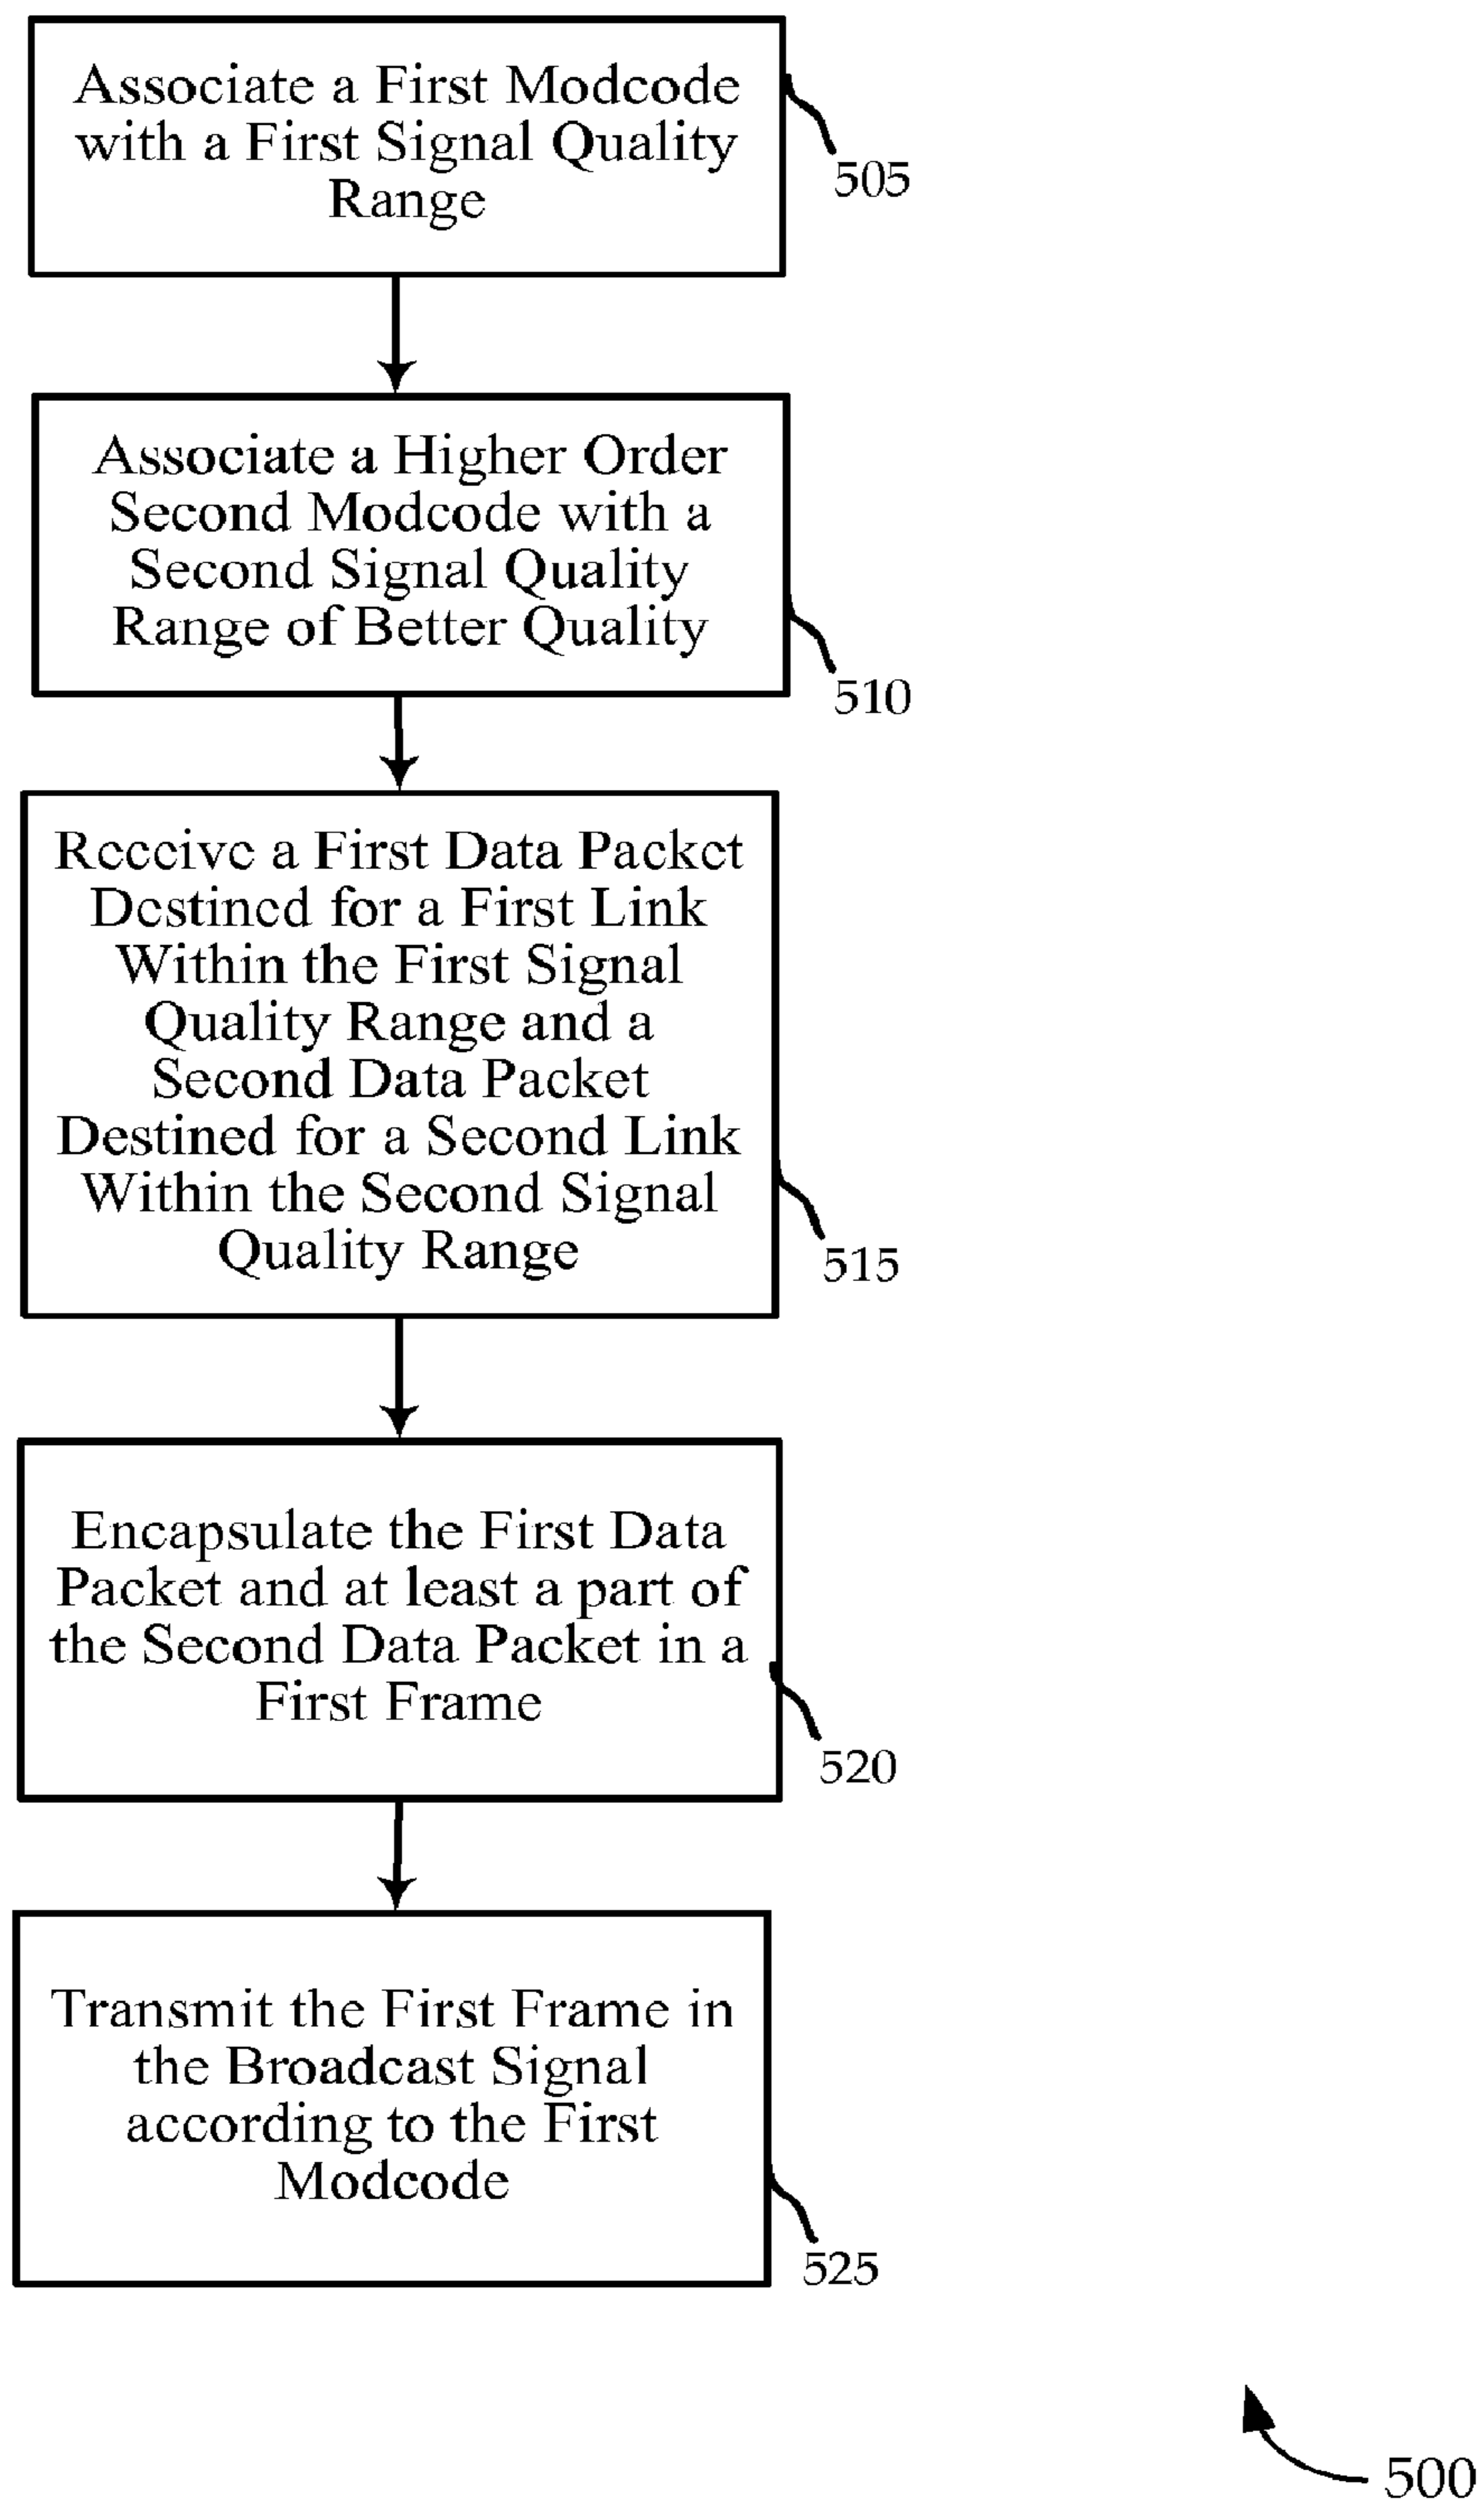 Associate a First Modcode
with a First Signal Quality
Range
505
Associate a Higher Order
Second Modcode with a
Second Signal Quality
Range of Better Quality
510
Receive a First Data Packet
Destined for a First Link
Within the First Signal
Quality Range and a
Second Data Packet
Destined for a Second Link
Within the Second Signal
Quality Range
515
Encapsulate the First Data
Packet and at least a part of
the Second Data Packet in a
First Frame
520
Transmit the First Frame in
the Broadcast Signal
according to the First
Modcode
525
500